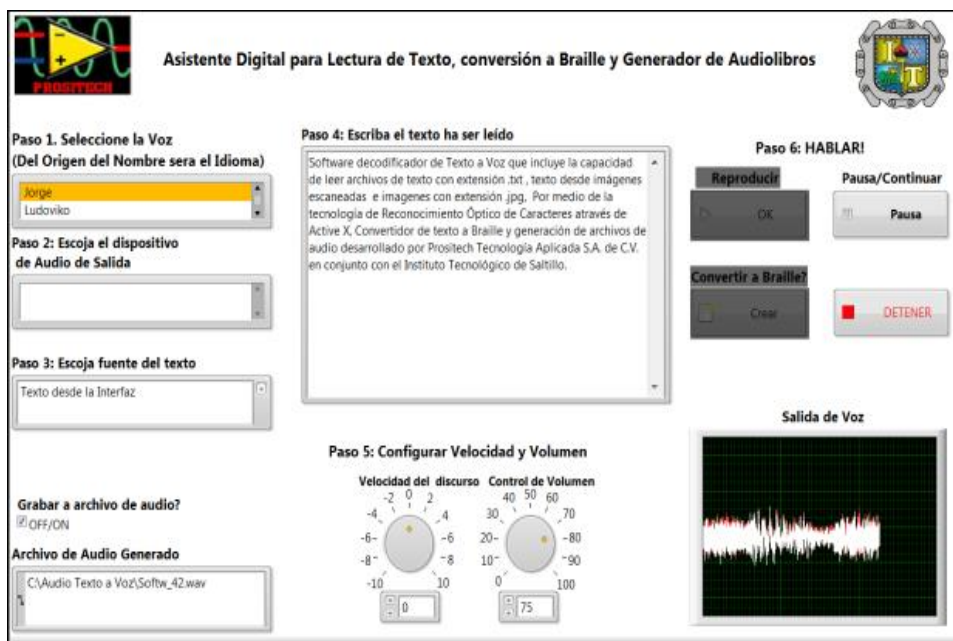 PROSITECH
Asistente Digital para Lectura de Texto, conversión a Braille y Generador de Audiolibros
Paso 1. Seleccione la Voz
(Del Origen del Nombre sera el Idioma)
Jorge
Ludoviko
Paso 2: Escoja el dispositivo
de Audio de Salida
Paso 3: Escoja fuente del texto
Texto desde la Interfaz
Grabar a archivo de audio?
OFF/ON
Archivo de Audio Generado
C:\Audio Texto a Voz\Softw_42.wav
Paso 4: Escriba el texto ha ser leído
Software decodificador de Texto a Voz que incluye la capacidad
de leer archivos de texto con extensión .txt , texto desde imágenes
escaneadas e imagenes con extensión .jpg, Por medio de la
tecnología de Reconocimiento Óptico de Caracteres através de
Active X, Convertidor de texto a Braille y generación de archivos de
audio desarrollado por Prositech Tecnología Aplicada S.A. de C.V.
en conjunto con el Instituto Tecnológico de Saltillo.
Paso 5: Configurar Velocidad y Volumen
Velocidad del discurso
-10 -8 -6 -4 -2 0 2 4 6 8 10
0
Control de Volumen
0 10 20 30 40 50 60 70 80 90 100
75
Paso 6: HABLAR!
Reproducir
OK
Pausa/Continuar
Pausa
Convertir a Braille?
Crear
DETENER
Salida de Voz